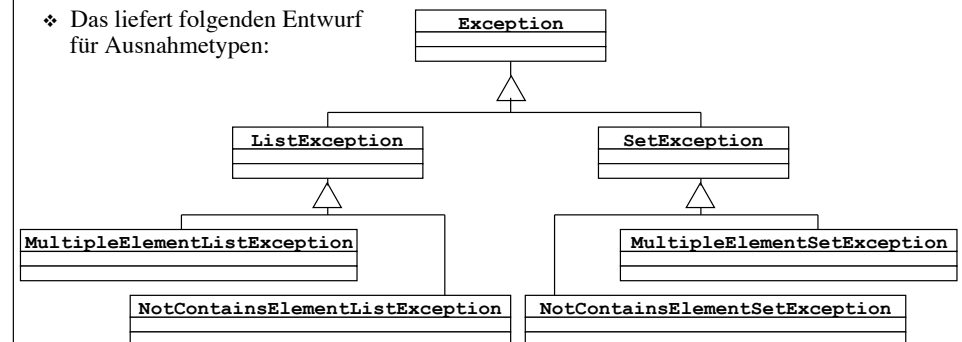 ❖ Das liefert folgenden Entwurf
für Ausnahmetypen:
Exception
ListException
SetException
MultipleElementListException
MultipleElementSetException
NotContainsElementListException
NotContainsElementSetException